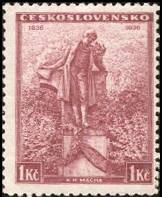 ČESKOSLOVENSKO
1836 1936
K. H. MÁCHA
1Kč 1Kč